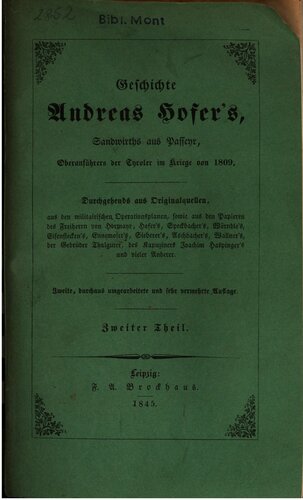 2852
Bibl. Mont
Geschichte
Andreas Hofer's,
Sandwirths aus Passeyr,
Oberanführers der Tyroler im Kriege von 1809.
Durchgehends aus Originalquellen,
aus den militairischen Operationsplanen, sowie aus den Papieren
des Freiherrn von Hormayr, Hofer's, Speckbacher's, Wörndle's,
Eisenstecken's, Ennemoser's, Sieberer's, Aschbacher's, Wallner's,
der Gebrüder Thalguter, des Kapuziners Joachim Haspinger's
und vieler Anderer.
Zweite, durchaus umgearbeitete und sehr vermehrte Auflage.
Zweiter Theil.
Leipzig:
F. A. Brockhaus.
1845.